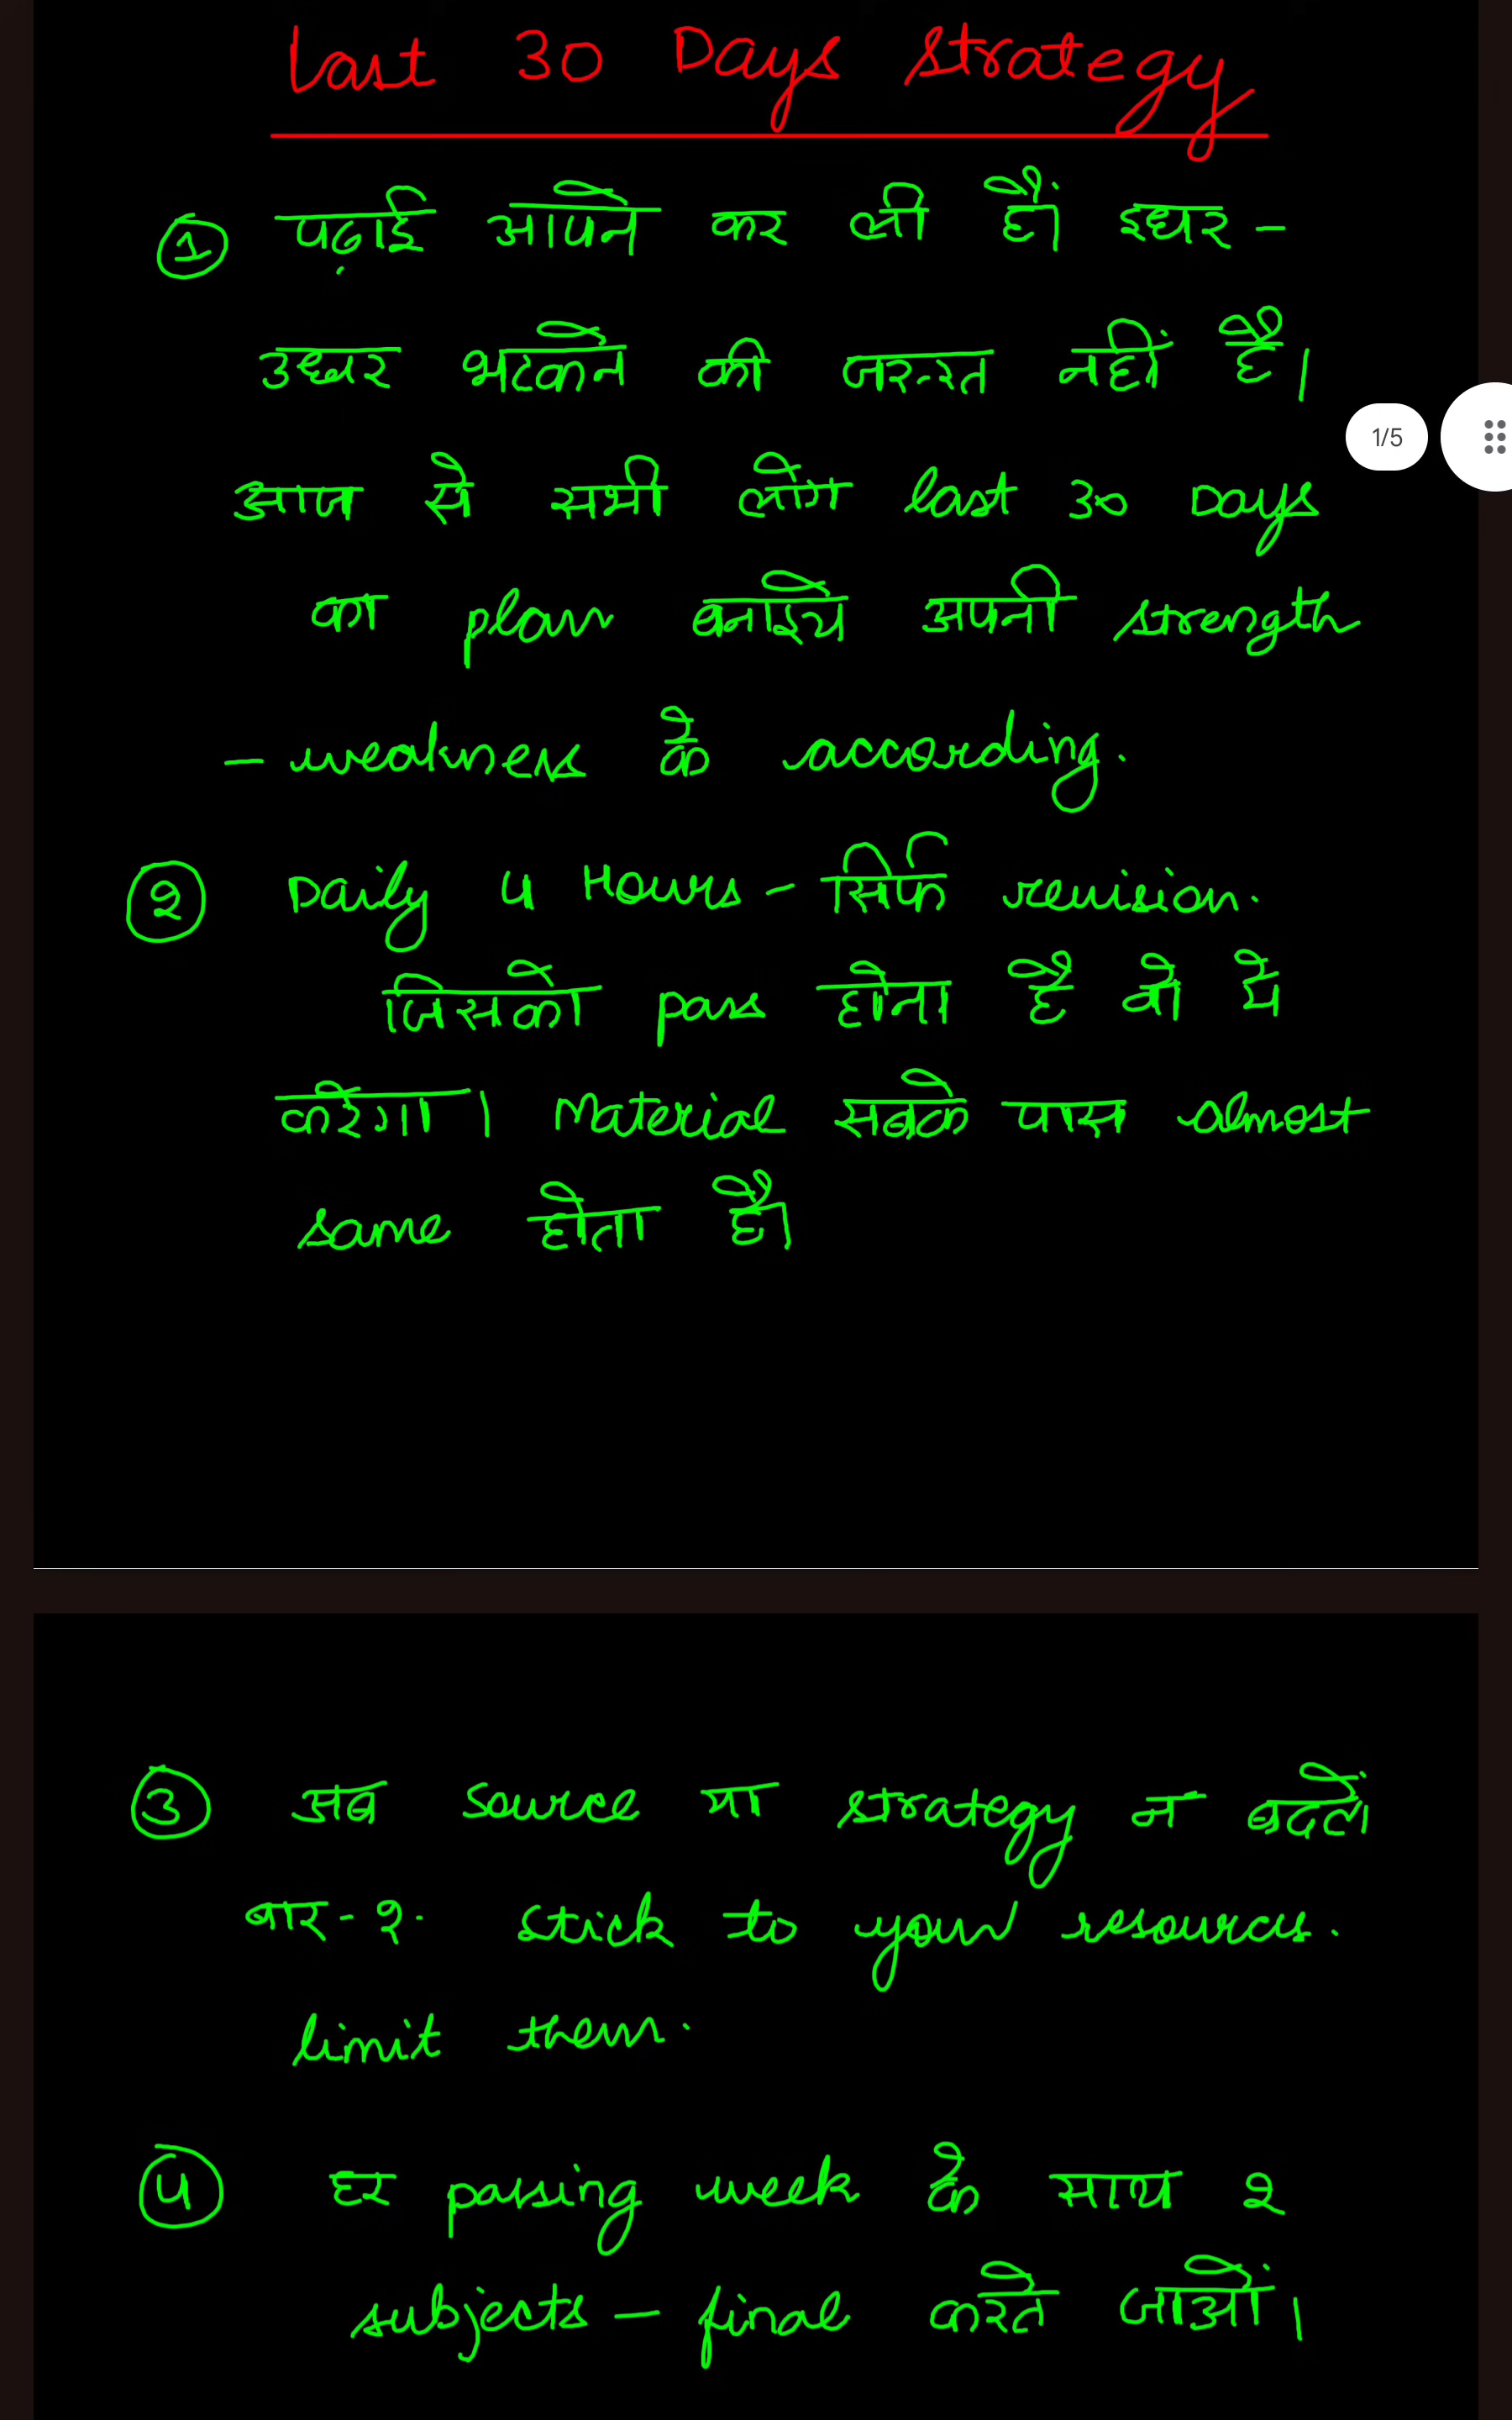 Last 30 Days Strategy
① पढ़ाई आपने कर ली है। इधर -
उधर भटकने की जरूरत नहीं है।
1/5
आज से सभी लोग last 30 Days
का plan बनाइये अपनी strength
- weakness के according.
② Daily 4 Hours - सिर्फ revision.
जिसको pass होना है वो ये
करेगा। Material सबके पास almost
same होता है।
③ अब source या strategy न बदलें
बार-२. stick to your resources.
limit them.
④ हर passing week के साथ २
subjects - final करते जाओं।